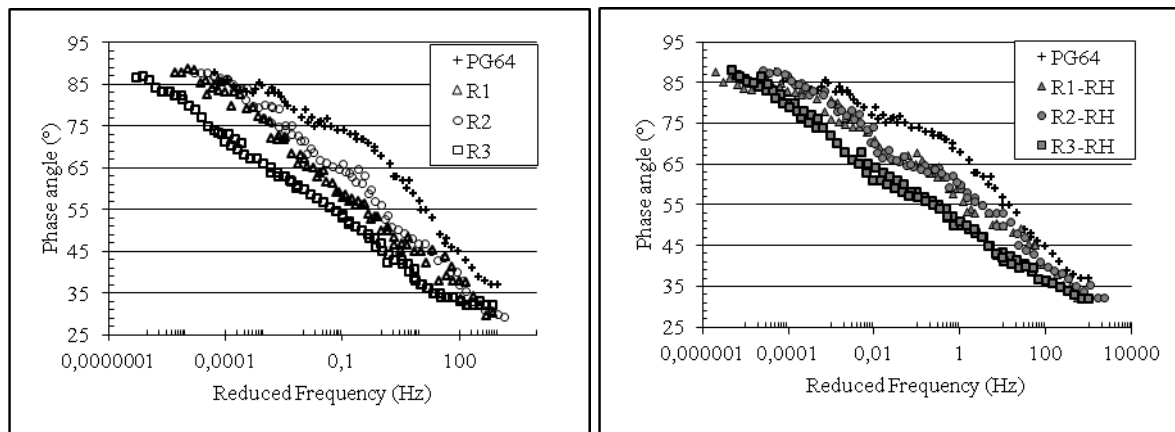 95
85
75
65
55
45
35
25
Phase angle (°)
0,0000001 0,0001 0,1 100
Reduced Frequency (Hz)
PG64
R1
R2
R3
95
85
75
65
55
45
35
25
Phase angle (°)
0,000001 0,0001 0,01 1 100 10000
Reduced Frequency (Hz)
PG64
R1-RH
R2-RH
R3-RH